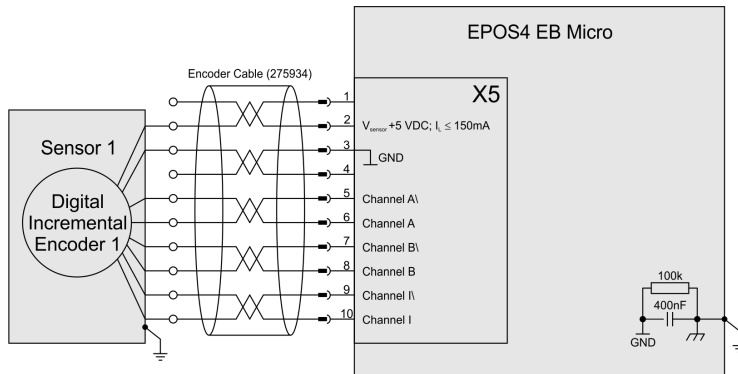 EPOS4 EB Micro
Encoder Cable (275934)
X5
1
2 Vsensor +5 VDC; IL ≤ 150mA
3 GND
4
5 Channel A\
6 Channel A
7 Channel B\
8 Channel B
9 Channel I\
10 Channel I
Sensor 1
Digital
Incremental
Encoder 1
100k
400nF
GND